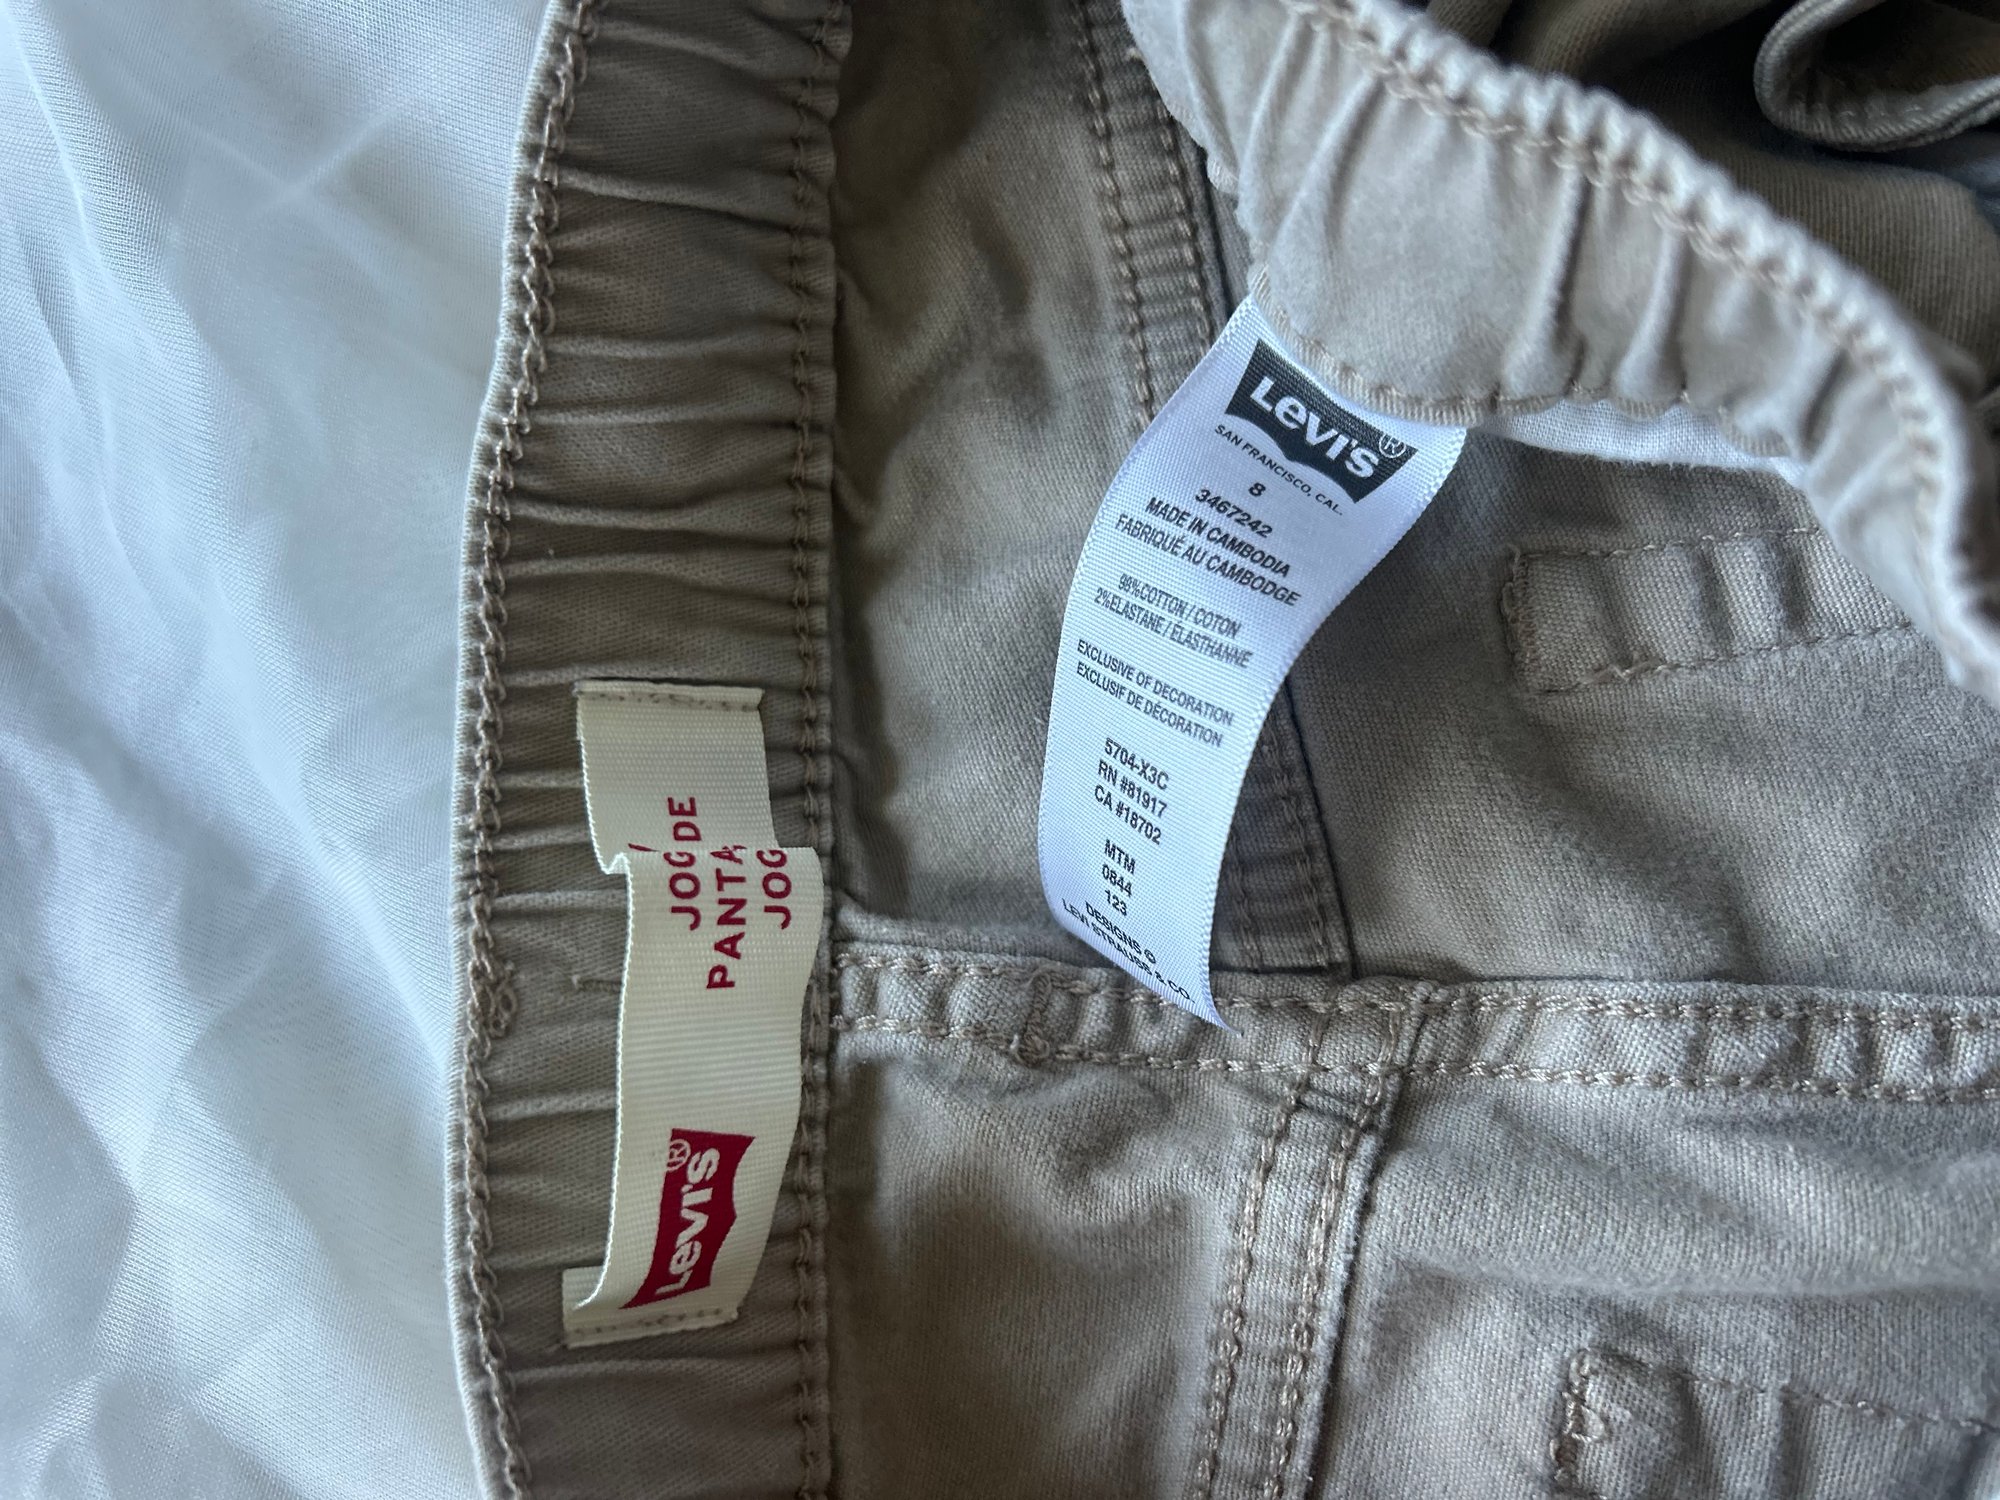 Levi's®
SAN FRANCISCO, CAL.
8
3467242
MADE IN CAMBODIA
FABRIQUÉ AU CAMBODGE
98%COTTON / COTON
2%ELASTANE / ELASTHANNE
EXCLUSIVE OF DECORATION
EXCLUSIF DE DÉCORATION
5704-X3C
RN #81917
CA #18702
MTM
0844
123
DESIGNS ©
LEVI STRAUSS & CO.
Levi's®
JOG
DE
PANTA
JOG